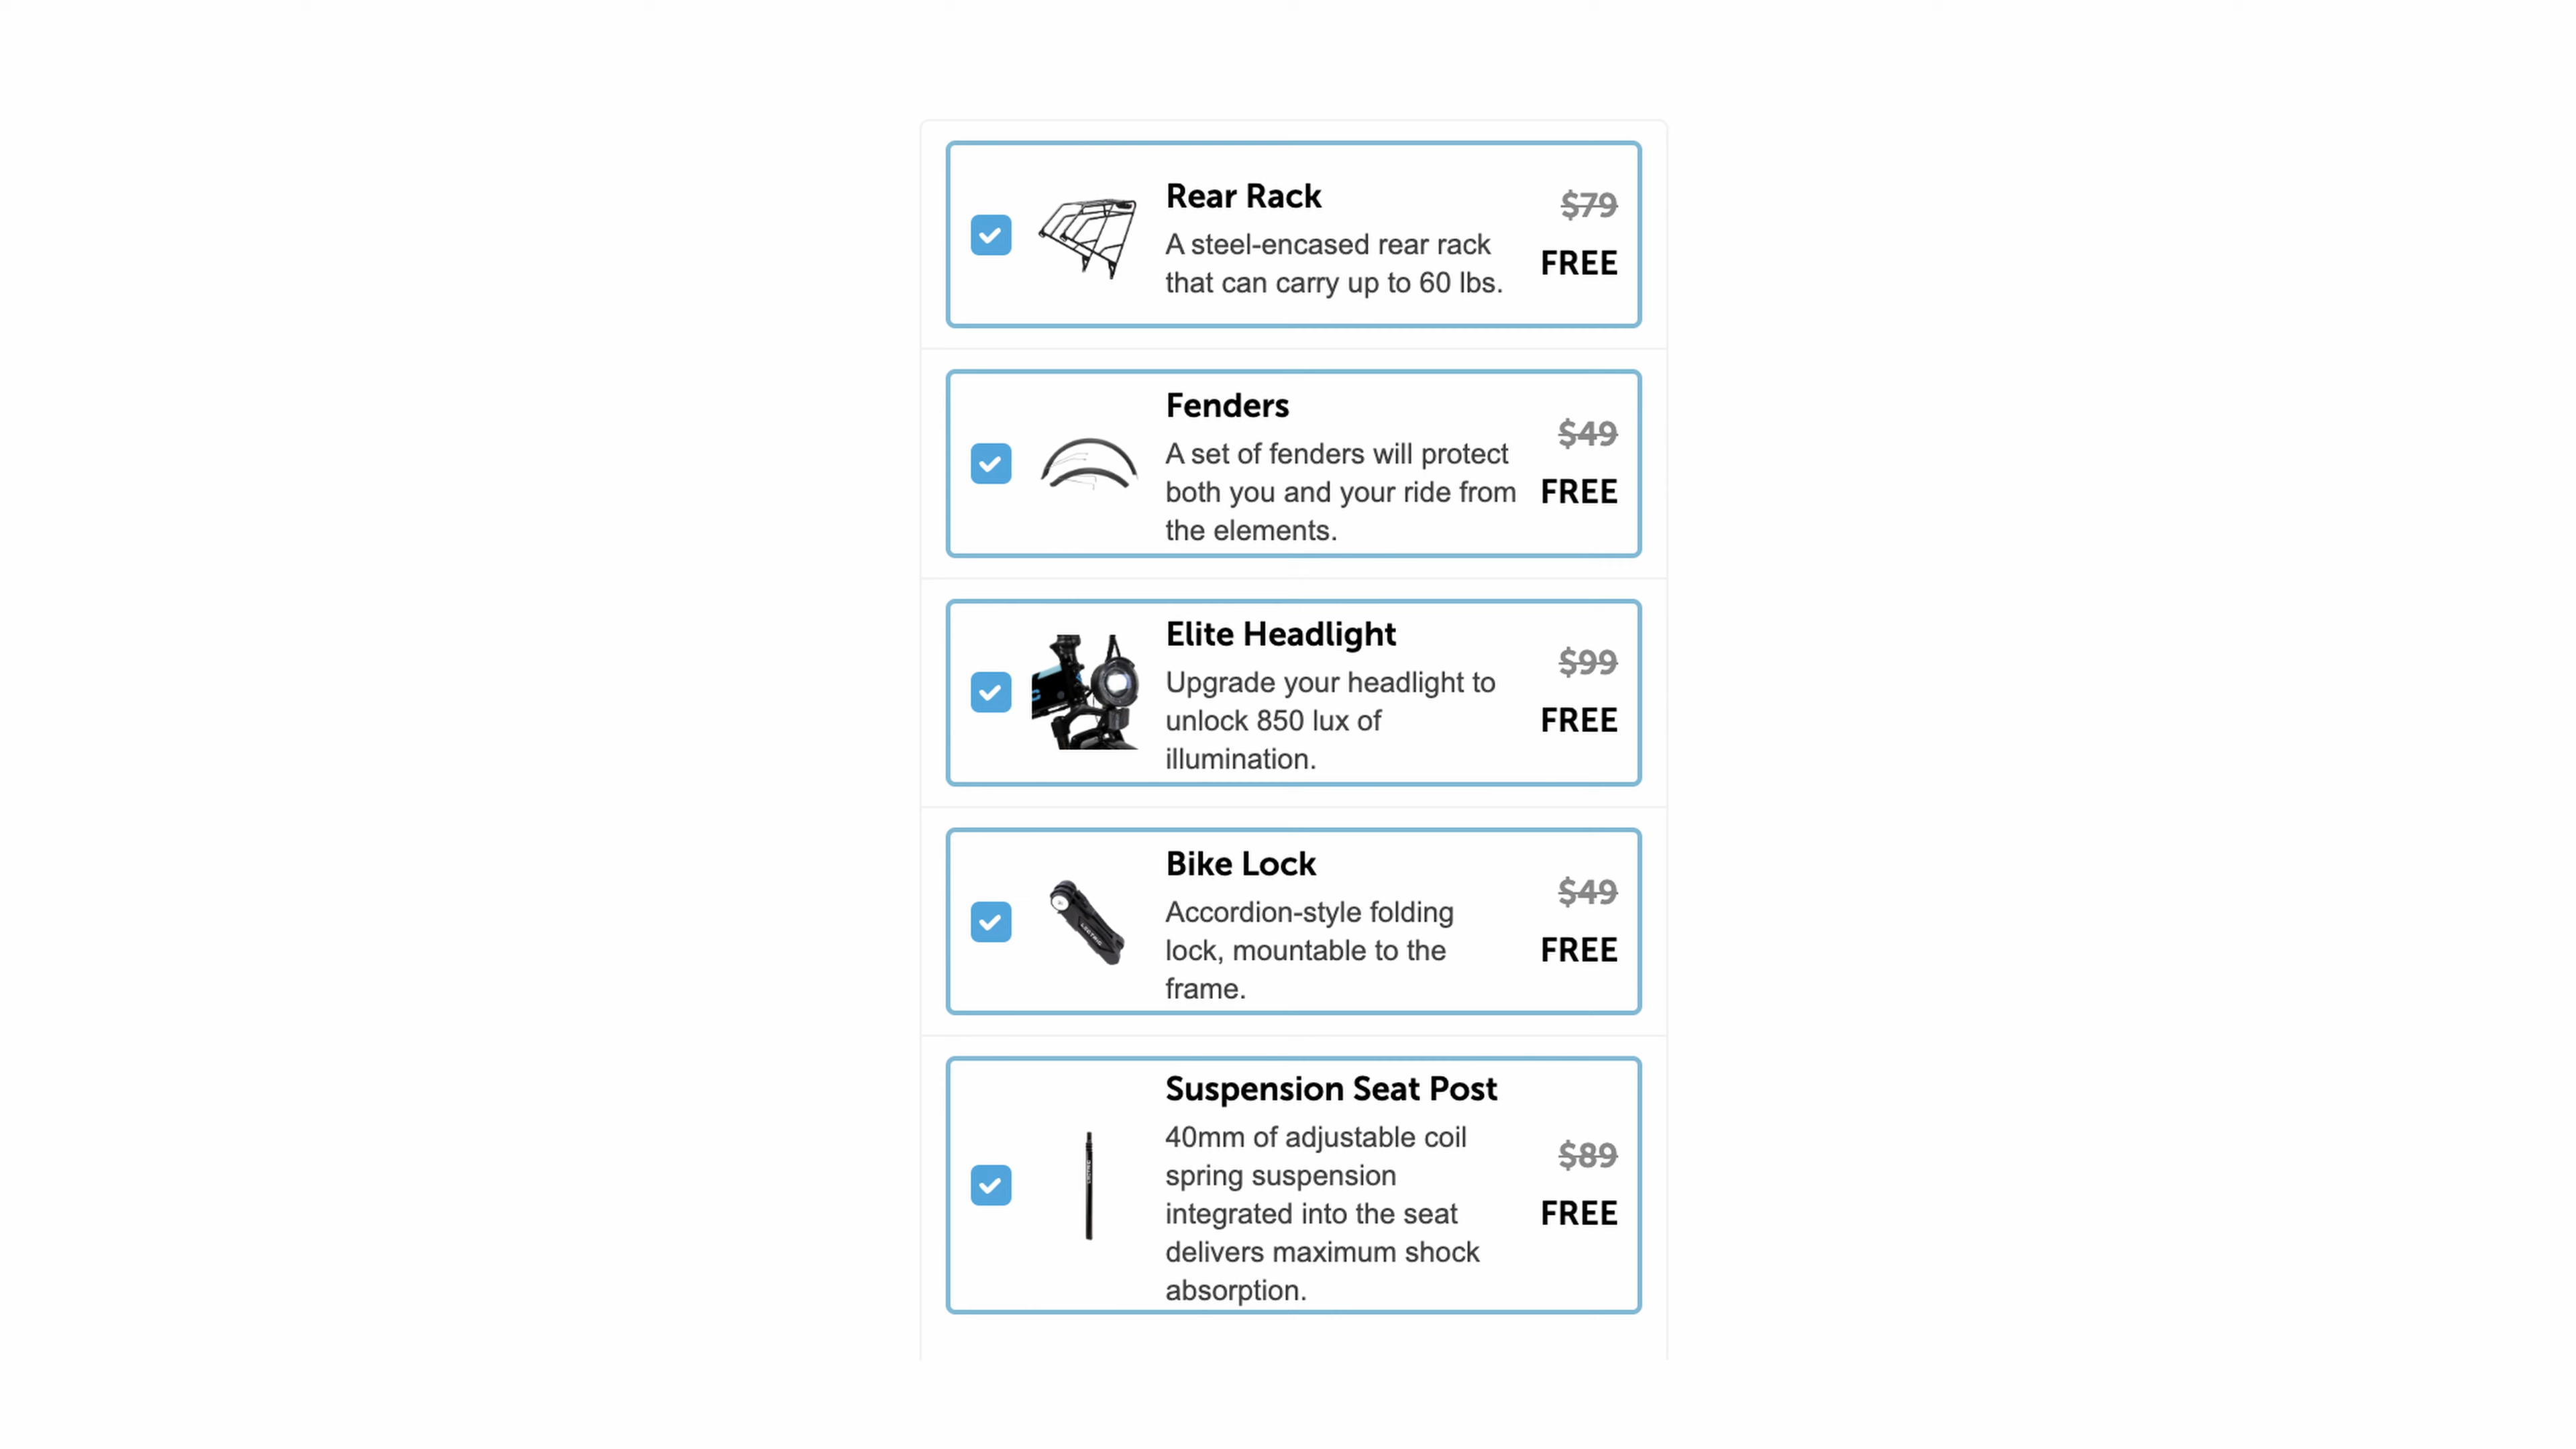 Rear Rack
A steel-encased rear rack
that can carry up to 60 lbs.
$79
FREE
Fenders
A set of fenders will protect
both you and your ride from
the elements.
$49
FREE
Elite Headlight
Upgrade your headlight to
unlock 850 lux of
illumination.
$99
FREE
Bike Lock
Accordion-style folding
lock, mountable to the
frame.
$49
FREE
LECTRIC
Suspension Seat Post
40mm of adjustable coil
spring suspension
integrated into the seat
delivers maximum shock
absorption.
$89
FREE